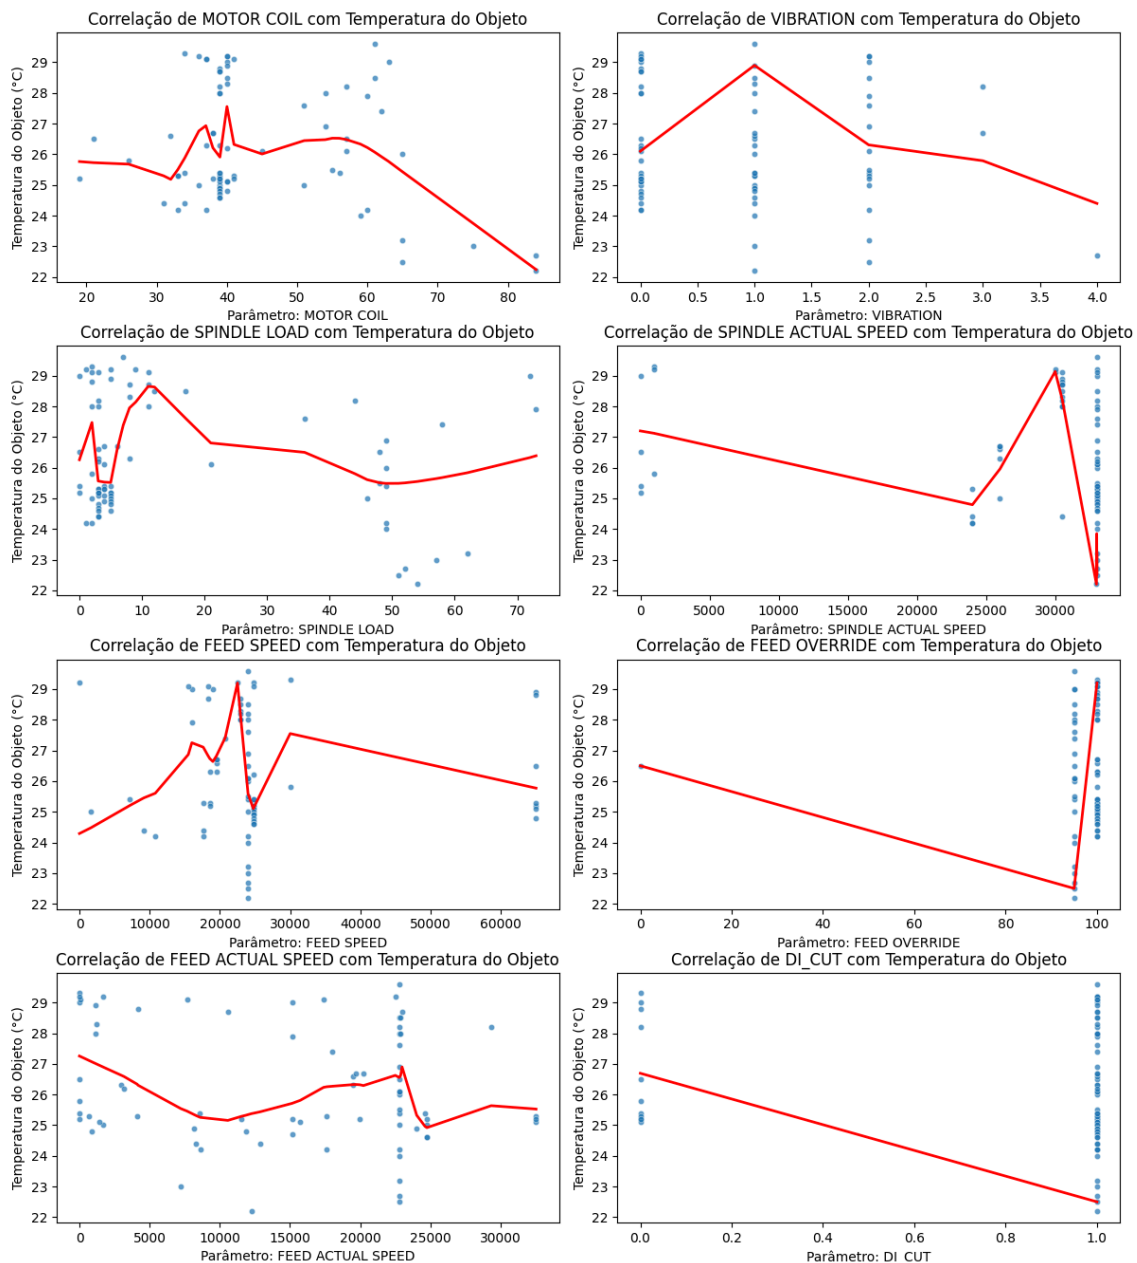 Correlação de MOTOR COIL com Temperatura do Objeto
Temperatura do Objeto (°C)
29
28
27
26
25
24
23
22
20 30 40 50 60 70 80
Parâmetro: MOTOR COIL
Correlação de VIBRATION com Temperatura do Objeto
Temperatura do Objeto (°C)
29
28
27
26
25
24
23
22
0.0 0.5 1.0 1.5 2.0 2.5 3.0 3.5 4.0
Parâmetro: VIBRATION
Correlação de SPINDLE LOAD com Temperatura do Objeto
Temperatura do Objeto (°C)
29
28
27
26
25
24
23
22
0 10 20 30 40 50 60 70
Parâmetro: SPINDLE LOAD
Correlação de SPINDLE ACTUAL SPEED com Temperatura do Objeto
Temperatura do Objeto (°C)
29
28
27
26
25
24
23
22
0 5000 10000 15000 20000 25000 30000
Parâmetro: SPINDLE ACTUAL SPEED
Correlação de FEED SPEED com Temperatura do Objeto
Temperatura do Objeto (°C)
29
28
27
26
25
24
23
22
0 10000 20000 30000 40000 50000 60000
Parâmetro: FEED SPEED
Correlação de FEED OVERRIDE com Temperatura do Objeto
Temperatura do Objeto (°C)
29
28
27
26
25
24
23
22
0 20 40 60 80 100
Parâmetro: FEED OVERRIDE
Correlação de FEED ACTUAL SPEED com Temperatura do Objeto
Temperatura do Objeto (°C)
29
28
27
26
25
24
23
22
0 5000 10000 15000 20000 25000 30000
Parâmetro: FEED ACTUAL SPEED
Correlação de DI_CUT com Temperatura do Objeto
Temperatura do Objeto (°C)
29
28
27
26
25
24
23
22
0.0 0.2 0.4 0.6 0.8 1.0
Parâmetro: DI_CUT